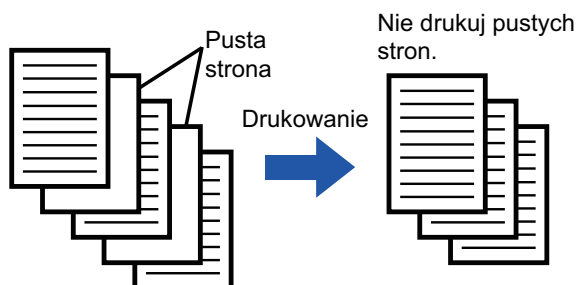 Pusta
strona
Drukowanie
Nie drukuj pustych
stron.